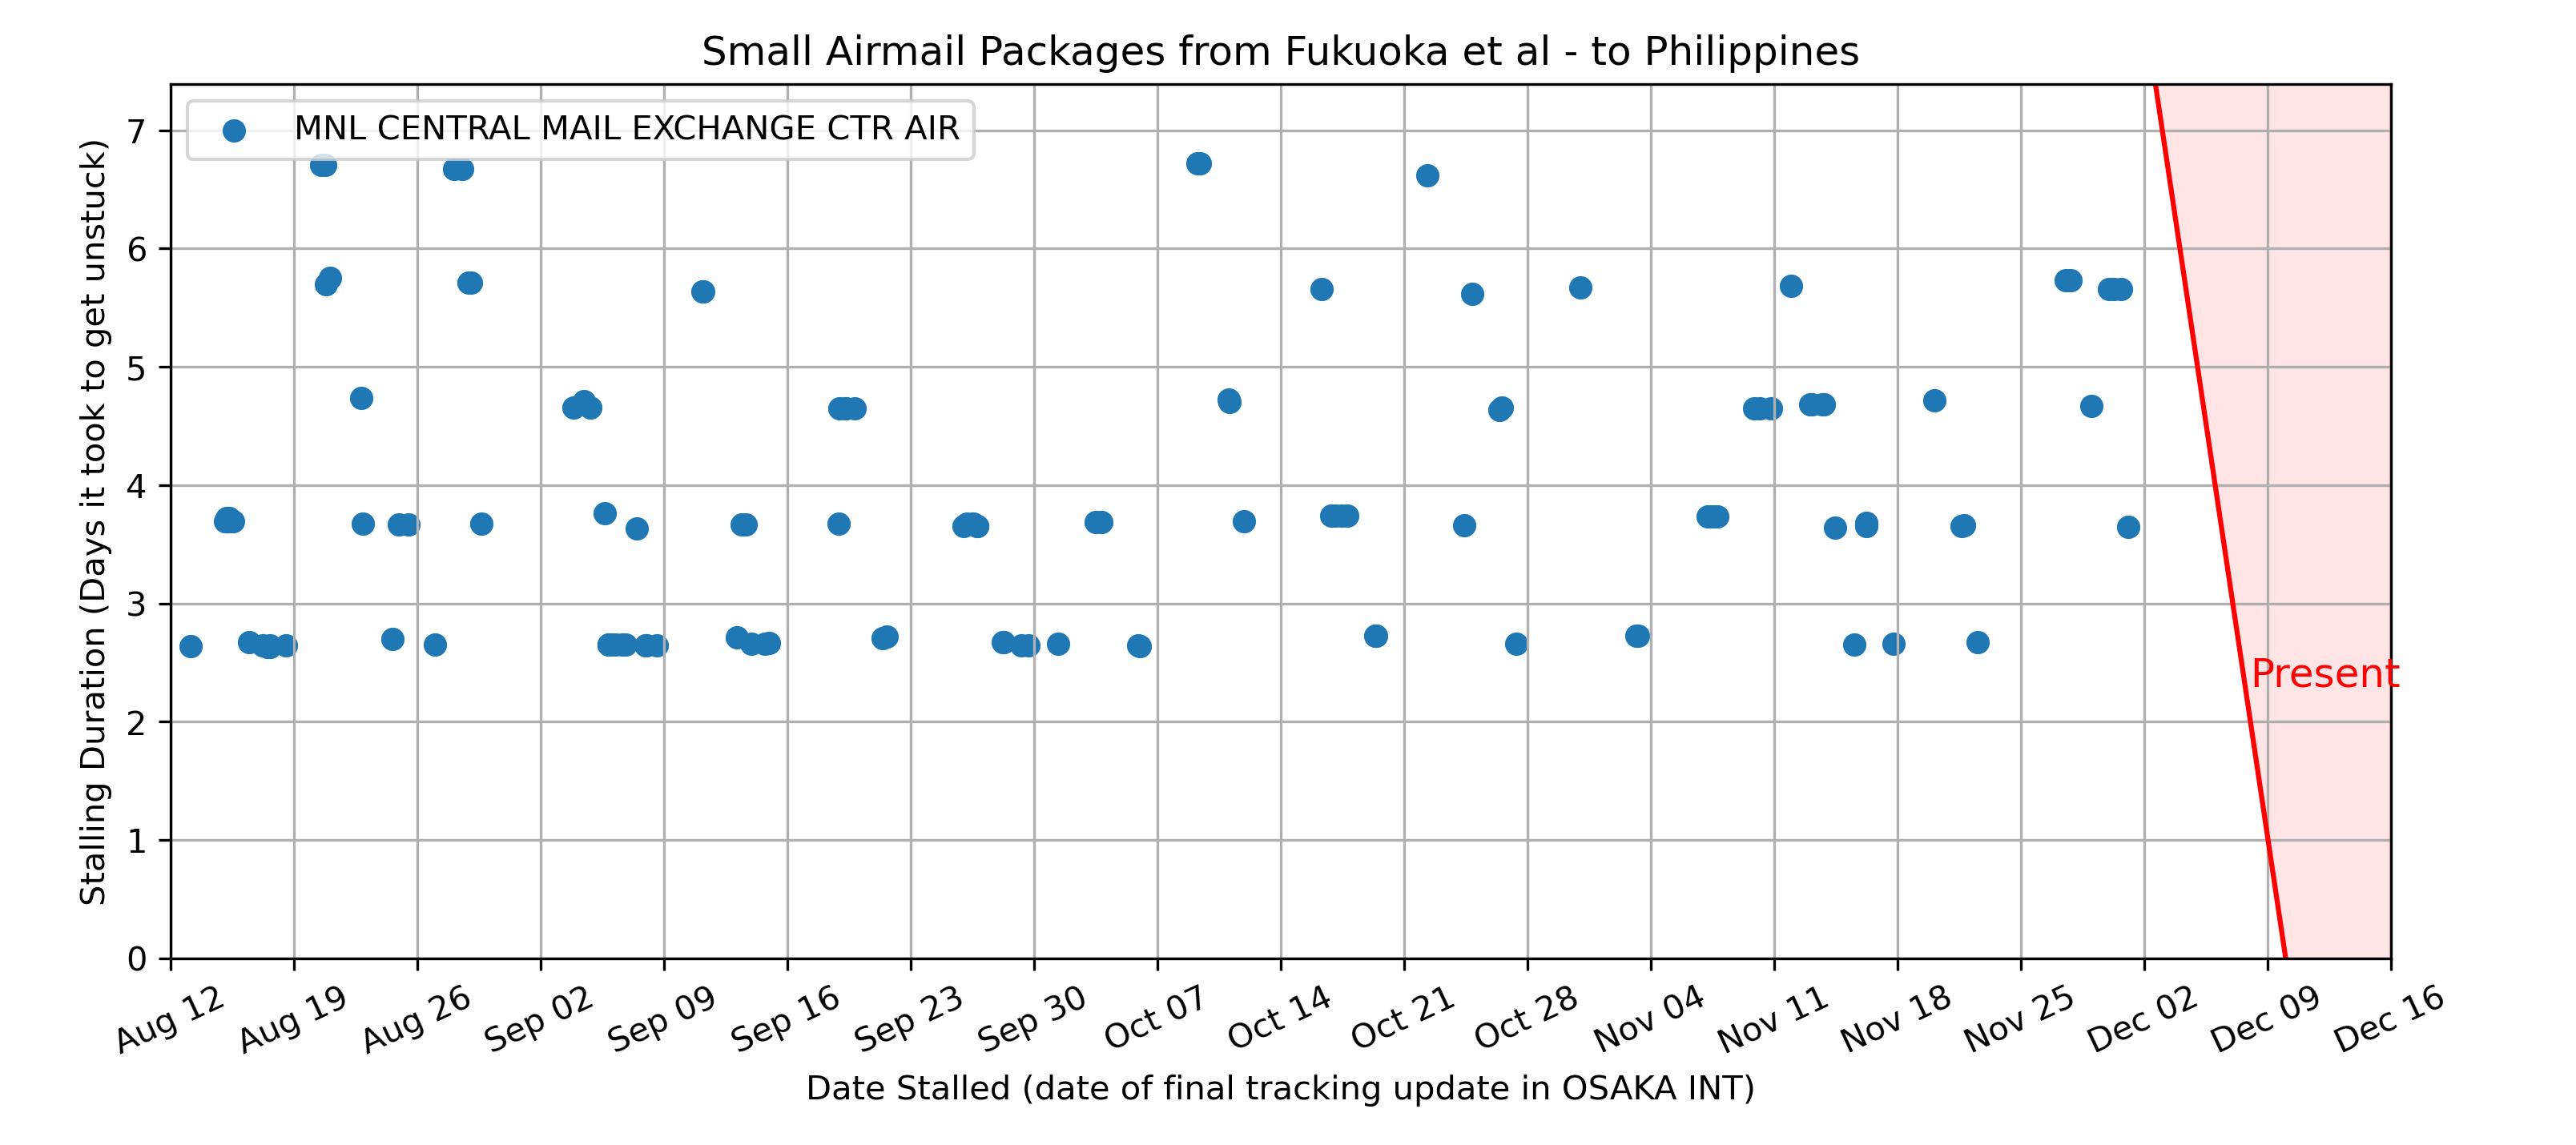 Small Airmail Packages from Fukuoka et al - to Philippines
MNL CENTRAL MAIL EXCHANGE CTR AIR
Stalling Duration (Days it took to get unstuck)
7
6
5
4
3
2
1
0
Present
Aug 12
Aug 19
Aug 26
Sep 02
Sep 09
Sep 16
Sep 23
Sep 30
Oct 07
Oct 14
Oct 21
Oct 28
Nov 04
Nov 11
Nov 18
Nov 25
Dec 02
Dec 09
Dec 16
Date Stalled (date of final tracking update in OSAKA INT)